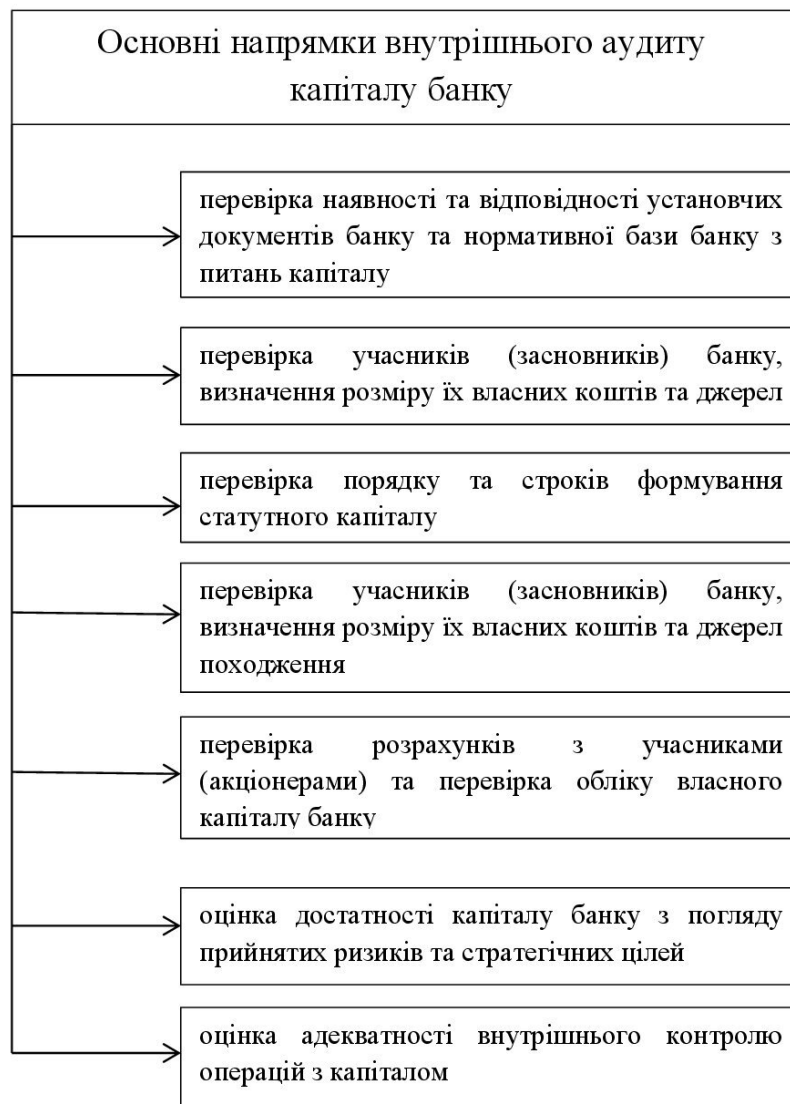 Основні напрямки внутрішнього аудиту
капіталу банку
перевірка наявності та відповідності установчих
документів банку та нормативної бази банку з
питань капіталу
перевірка учасників (засновників) банку,
визначення розміру їх власних коштів та джерел
перевірка порядку та строків формування
статутного капіталу
перевірка учасників (засновників) банку,
визначення розміру їх власних коштів та джерел
походження
перевірка розрахунків з учасниками
(акціонерами) та перевірка обліку власного
капіталу банку
оцінка достатності капіталу банку з погляду
прийнятих ризиків та стратегічних цілей
оцінка адекватності внутрішнього контролю
операцій з капіталом